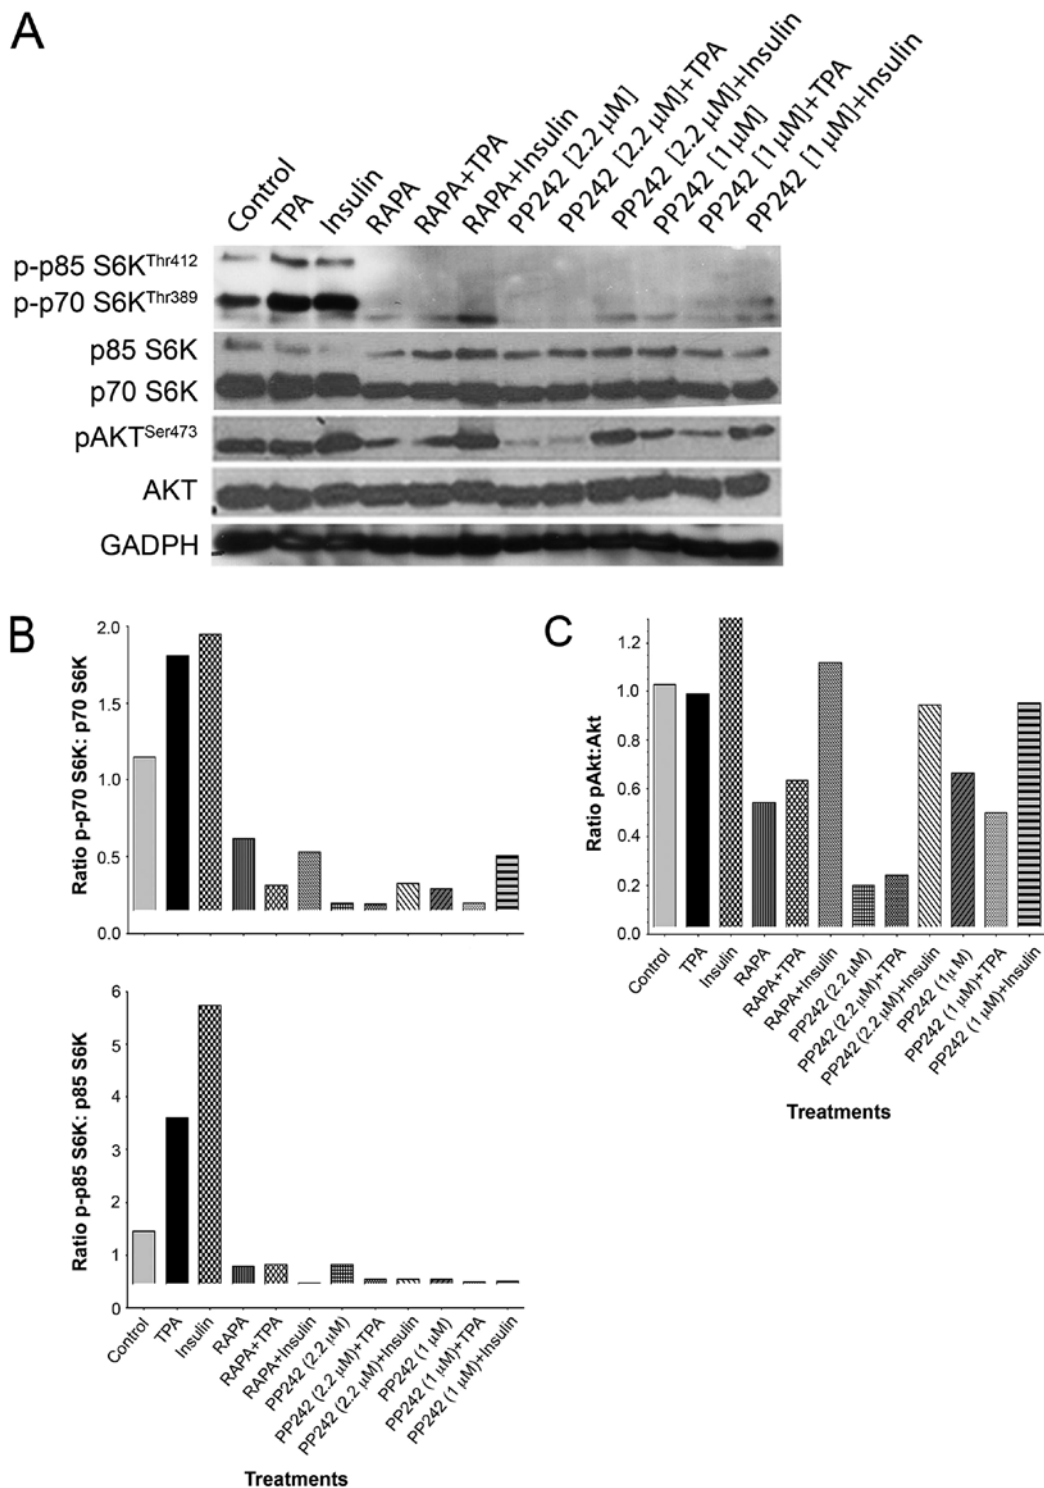 A
Control
TPA
Insulin
RAPA
RAPA+TPA
RAPA+Insulin
PP242 [2.2 μM]
PP242 [2.2 μM]+TPA
PP242 [2.2 μM]+Insulin
PP242 [1 μM]
PP242 [1 μM]+TPA
PP242 [1 μM]+Insulin
p-p85 S6KThr412
p-p70 S6KThr389
p85 S6K
p70 S6K
pAKTSer473
AKT
GADPH
B
Ratio p-p70 S6K: p70 S6K
2.0
1.5
1.0
0.5
0.0
Ratio p-p85 S6K: p85 S6K
6
5
4
3
2
1
0
Control
TPA
Insulin
RAPA
RAPA+TPA
RAPA+Insulin
PP242 (2.2 μM)
PP242 (2.2 μM)+TPA
PP242 (2.2 μM)+Insulin
PP242 (1 μM)
PP242 (1 μM)+TPA
PP242 (1 μM)+Insulin
Treatments
C
Ratio pAkt:Akt
1.2
1.0
0.8
0.6
0.4
0.2
0.0
Control
TPA
Insulin
RAPA
RAPA+TPA
RAPA+Insulin
PP242 (2.2 μM)
PP242 (2.2 μM)+TPA
PP242 (2.2 μM)+Insulin
PP242 (1μM)
PP242 (1 μM)+TPA
PP242 (1 μM)+Insulin
Treatments